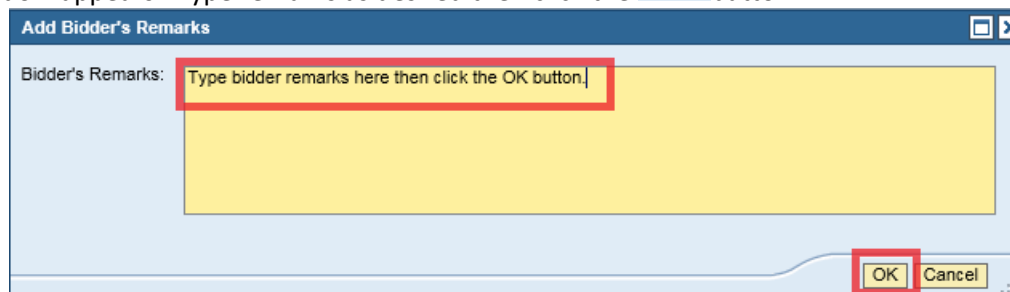 Add Bidder's Remarks
Bidder's Remarks:
Type bidder remarks here then click the OK button.
OK Cancel